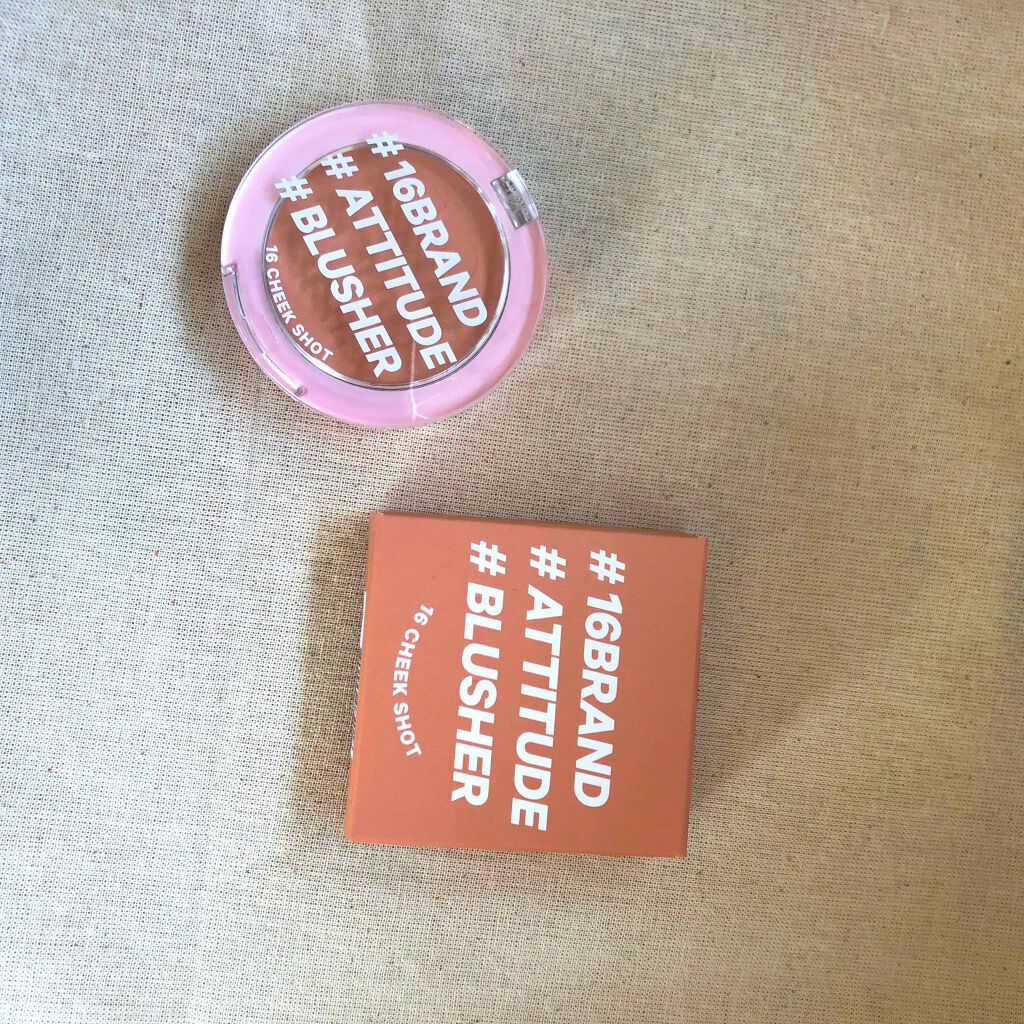 #16BRAND
# ATTITUDE
# BLUSHER
16 CHEEK SHOT
#16BRAND
# ATTITUDE
# BLUSHER
16 CHEEK SHOT